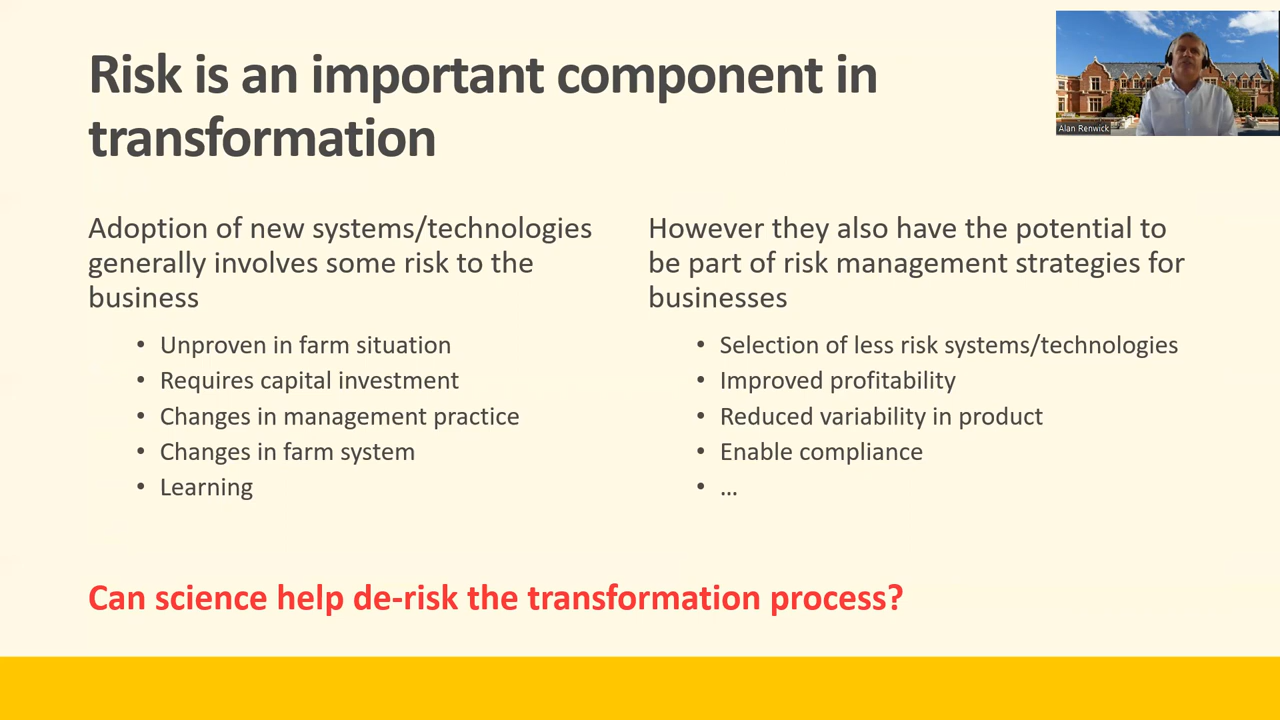 Risk is an important component in
transformation
Alan Renwick
Adoption of new systems/technologies
generally involves some risk to the
business
• Unproven in farm situation
• Requires capital investment
• Changes in management practice
• Changes in farm system
• Learning
However they also have the potential to
be part of risk management strategies for
businesses
• Selection of less risk systems/technologies
• Improved profitability
• Reduced variability in product
• Enable compliance
• ...
Can science help de-risk the transformation process?